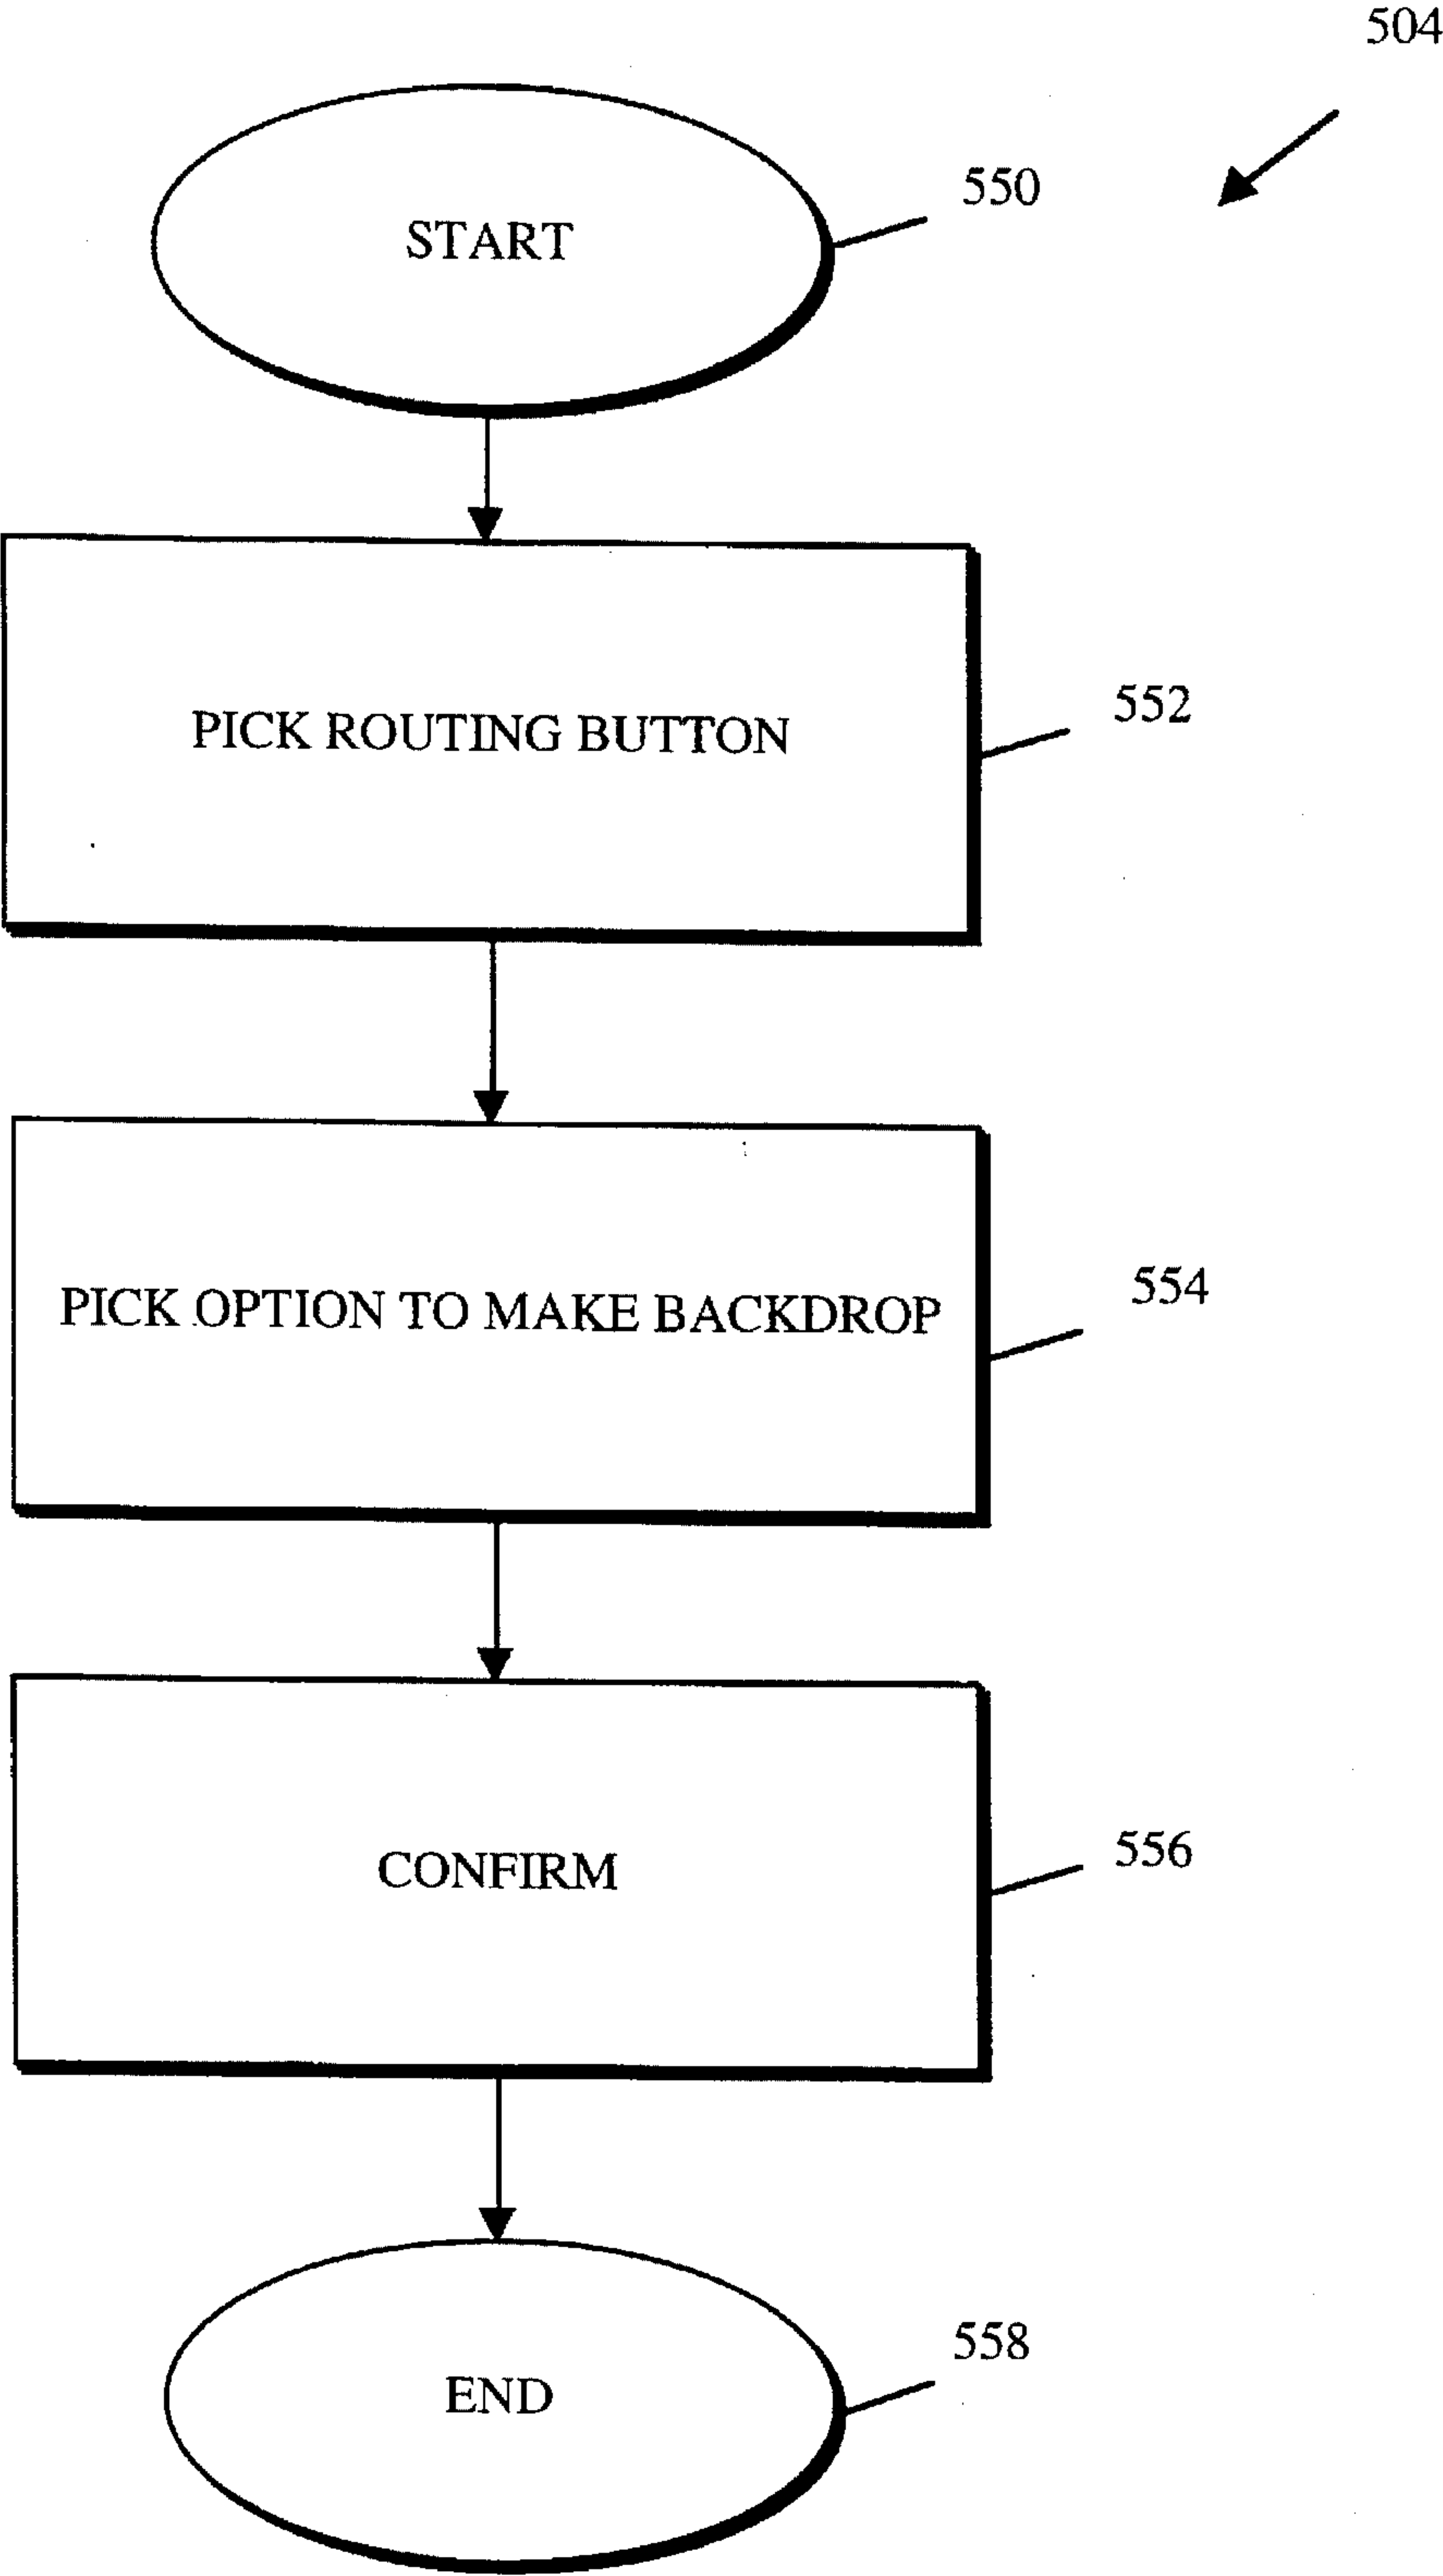 504
550
START
552
PICK ROUTING BUTTON
554
PICK OPTION TO MAKE BACKDROP
556
CONFIRM
558
END